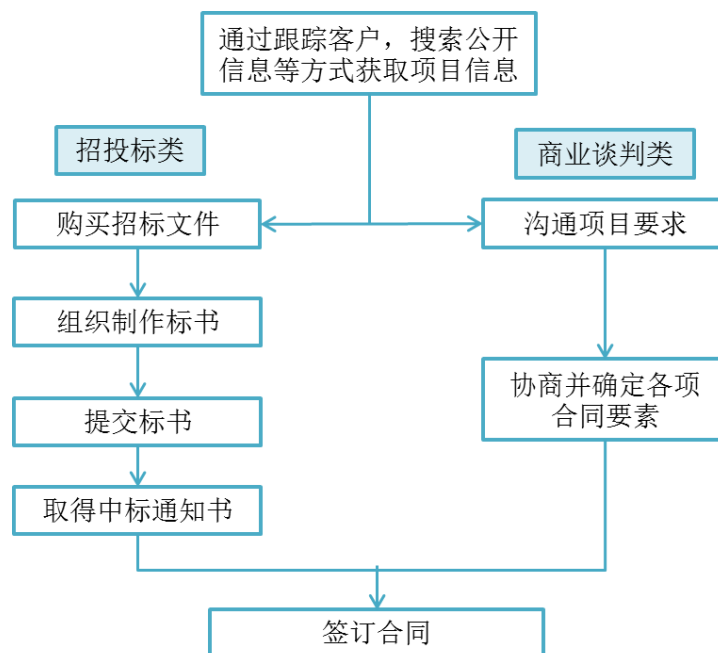 通过跟踪客户，搜索公开
信息等方式获取项目信息
招投标类
商业谈判类
购买招标文件
沟通项目要求
组织制作标书
协商并确定各项
合同要素
提交标书
取得中标通知书
签订合同